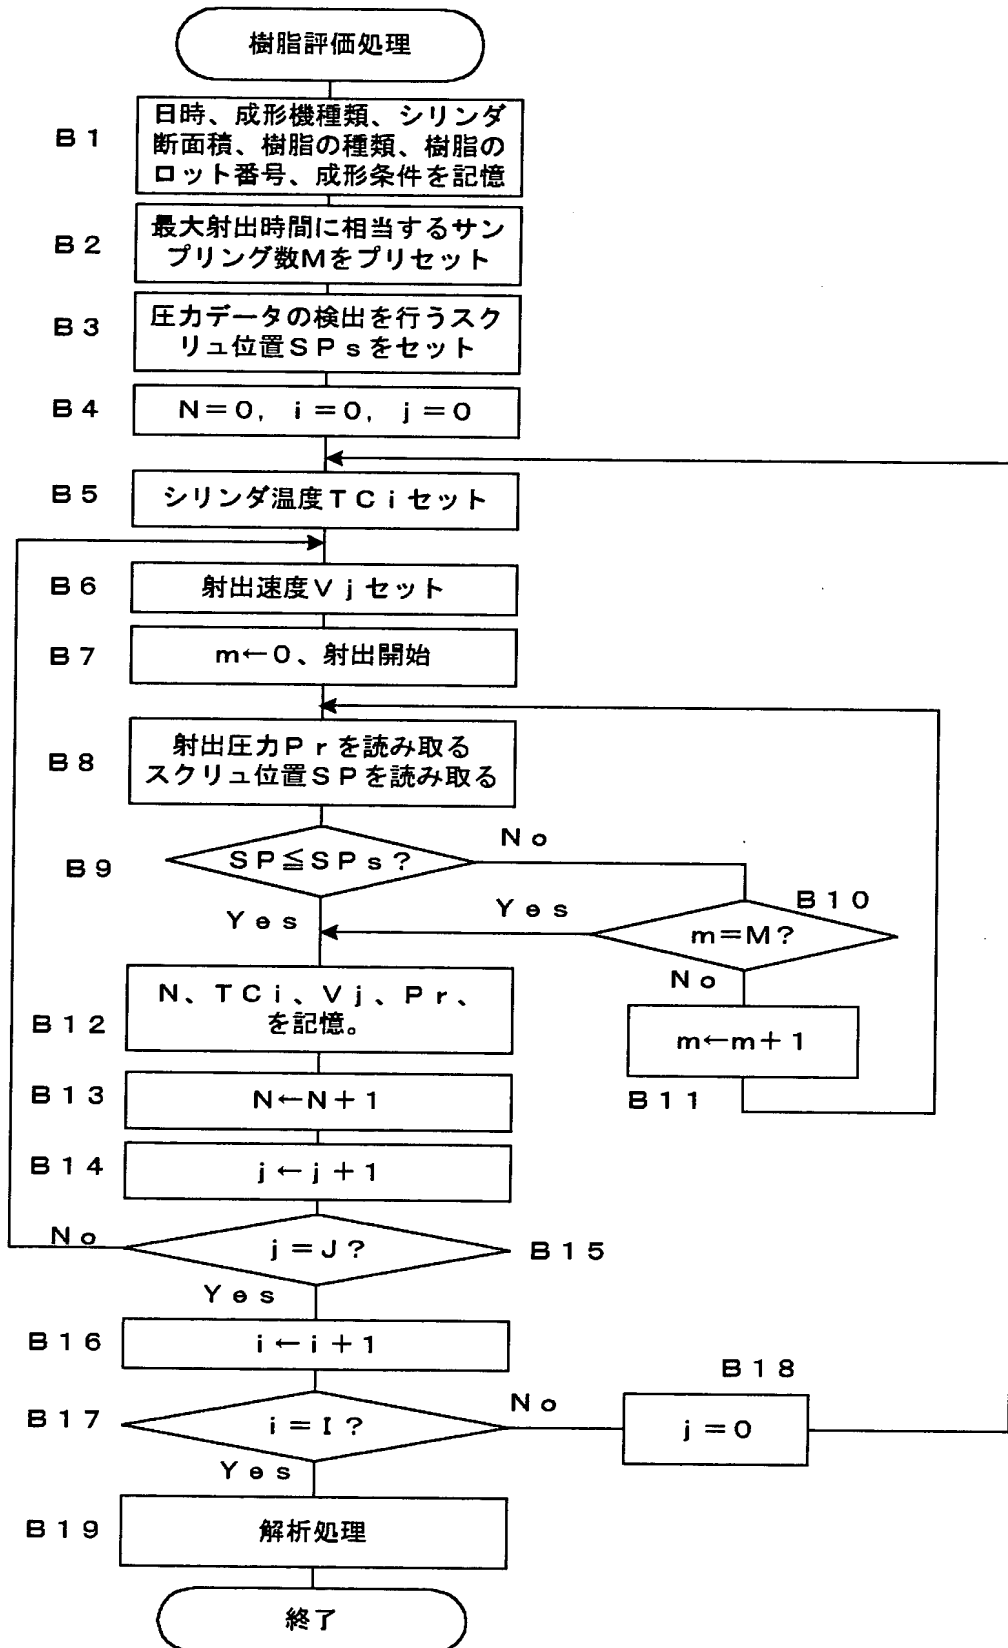 樹脂評価処理
B1
日時、成形機種類、シリンダ
断面積、樹脂の種類、樹脂の
ロット番号、成形条件を記憶
B2
最大射出時間に相当するサン
プリング数Mをプリセット
B3
圧力データの検出を行うスク
リュ位置SPsをセット
B4
N=0, i=0, j=0
B5
シリンダ温度TCiセット
B6
射出速度Vjセット
B7
m←0、射出開始
B8
射出圧力Prを読み取る
スクリュ位置SPを読み取る
B9
SP≦SPs?
No
Yes
B10
m=M?
Yes
No
B11
m←m+1
B12
N、TCi、Vj、Pr、
を記憶。
B13
N←N+1
B14
j←j+1
B15
j=J?
No
Yes
B16
i←i+1
B17
i=I?
No
B18
j=0
Yes
B19
解析処理
終了